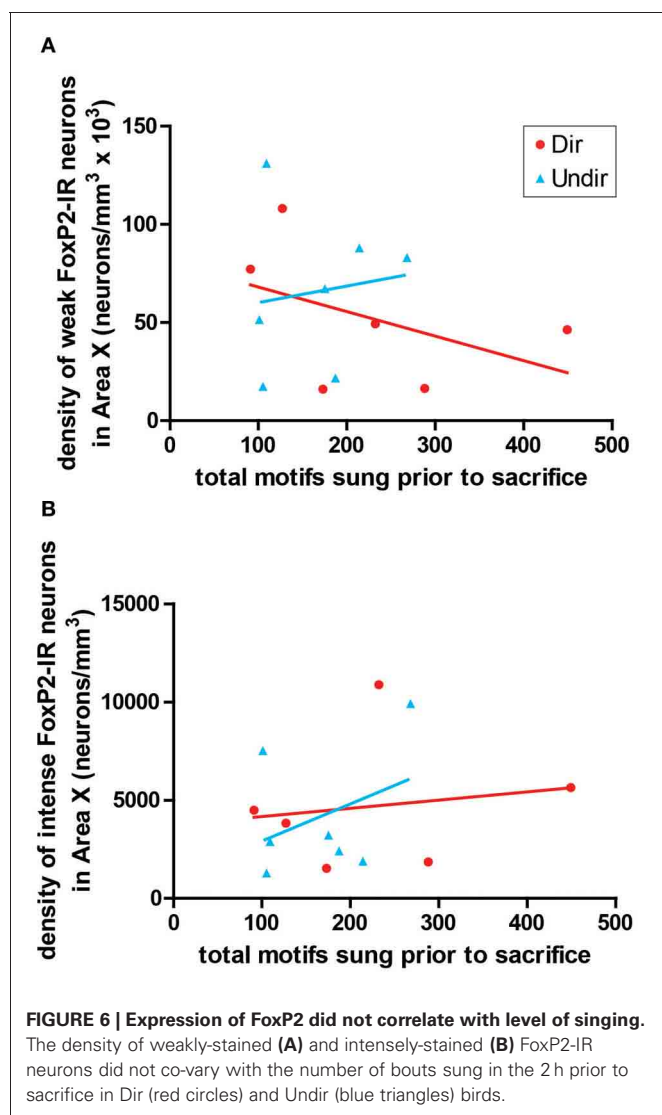 A
density of weak FoxP2-IR neurons
in Area X (neurons/mm³ x 10³)
150
100
50
0
Dir
Undir
0 100 200 300 400 500
total motifs sung prior to sacrifice
B
density of intense FoxP2-IR neurons
in Area X (neurons/mm³)
15000
10000
5000
0
0 100 200 300 400 500
total motifs sung prior to sacrifice
FIGURE 6 | Expression of FoxP2 did not correlate with level of singing.
The density of weakly-stained (A) and intensely-stained (B) FoxP2-IR
neurons did not co-vary with the number of bouts sung in the 2 h prior to
sacrifice in Dir (red circles) and Undir (blue triangles) birds.